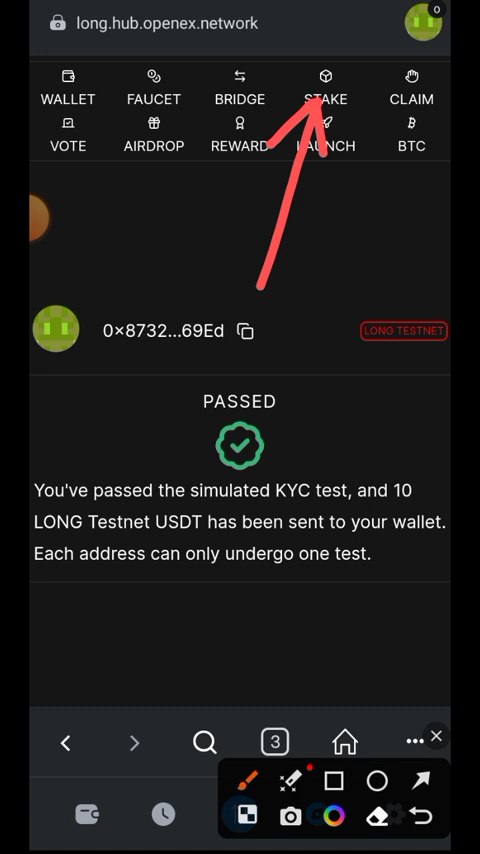 long.hub.openex.network
0
WALLET FAUCET BRIDGE STAKE CLAIM
VOTE AIRDROP REWARD LAUNCH BTC
0×8732...69Ed
LONG TESTNET
PASSED
You've passed the simulated KYC test, and 10
LONG Testnet USDT has been sent to your wallet.
Each address can only undergo one test.
3